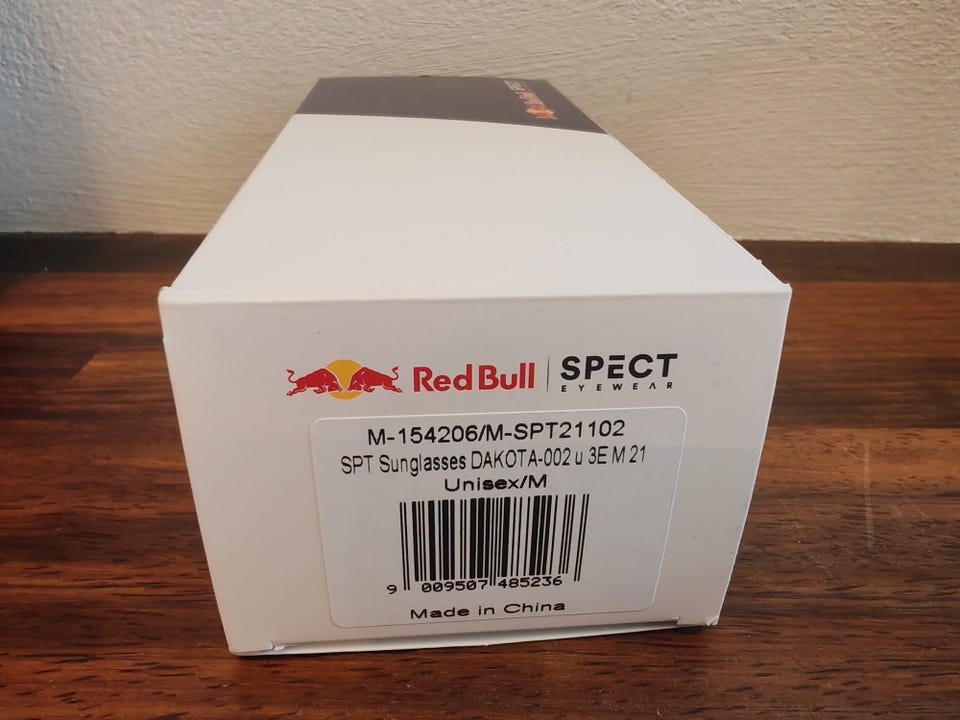 Red Bull SPECT
EYEWEAR
M-154206/M-SPT21102
SPT Sunglasses DAKOTA-002 u 3E M 21
Unisex/M
9 009507 485236
Made in China